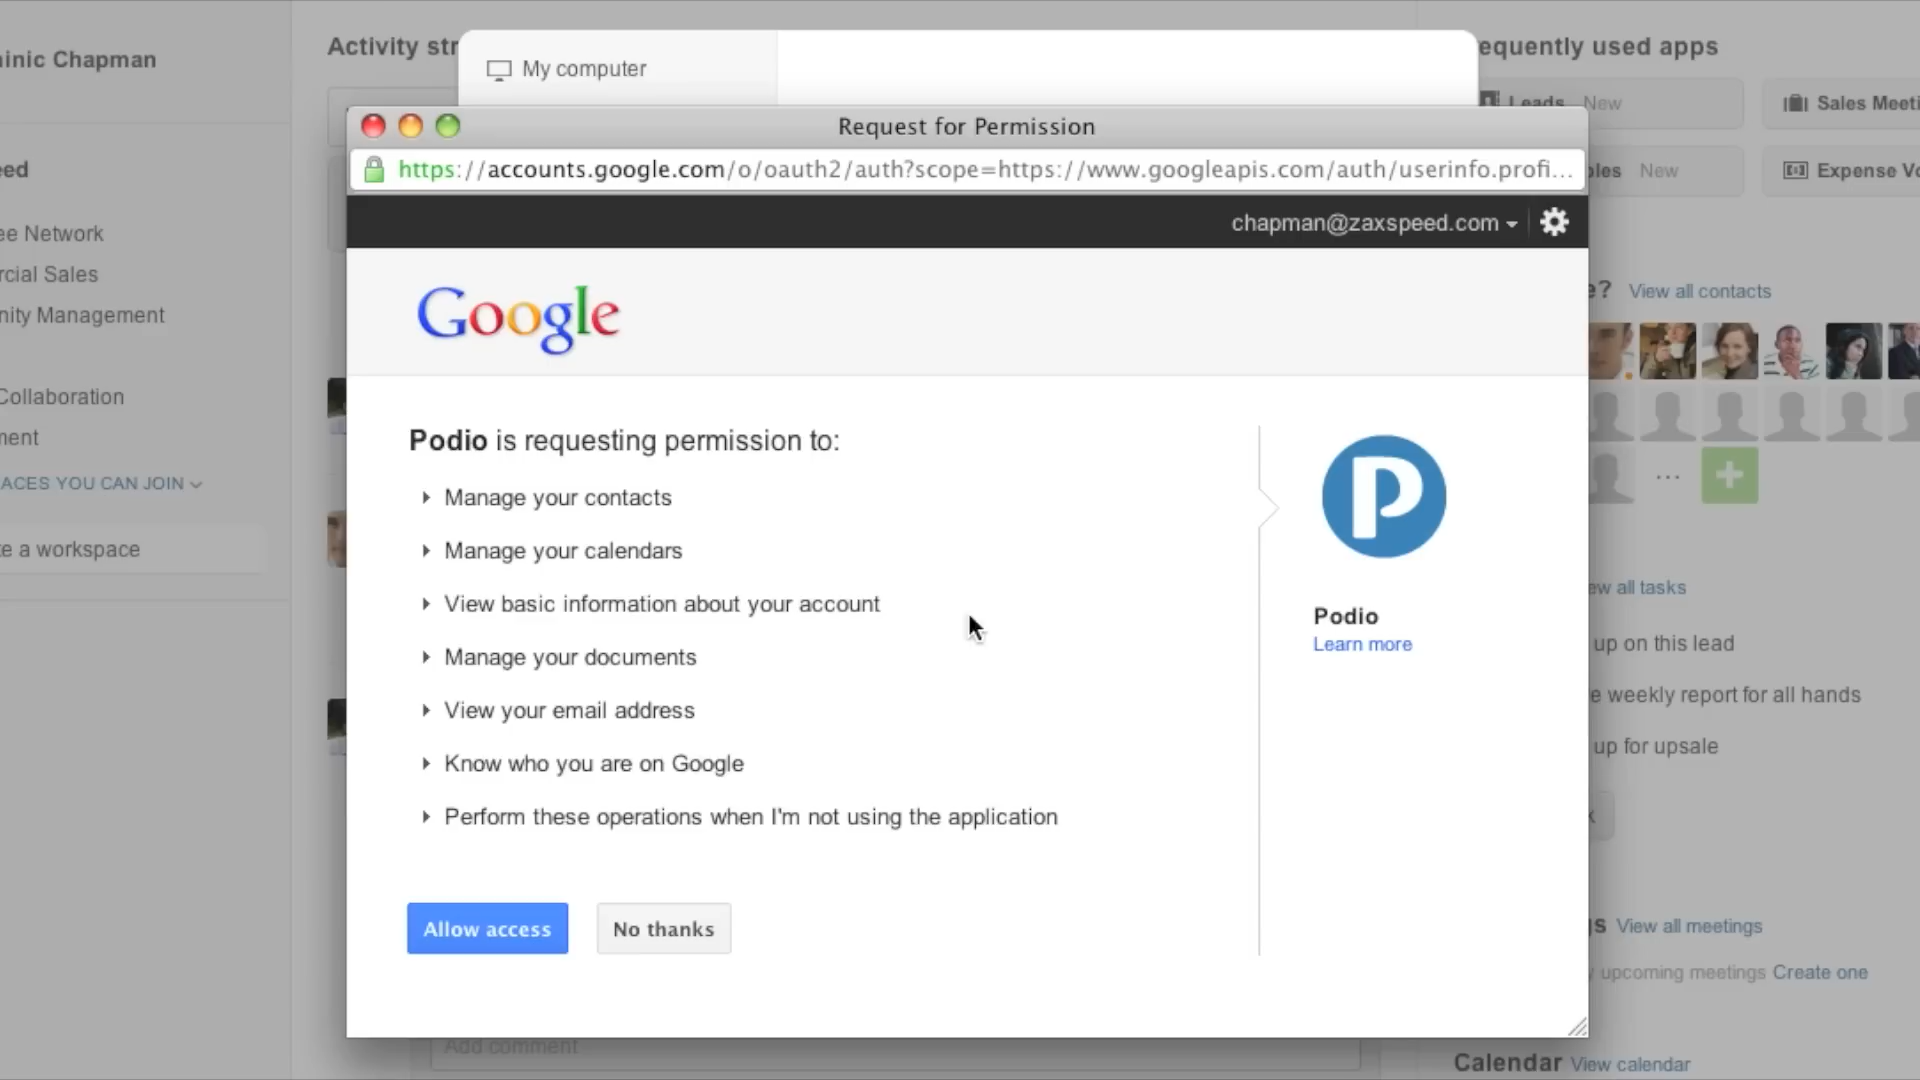 inic Chapman
eed
ee Network
rcial Sales
nity Management
Collaboration
ment
ACES YOU CAN JOIN
te a workspace
Activity str
My computer
Request for Permission
https://accounts.google.com/o/oauth2/auth?scope=https://www.googleapis.com/auth/userinfo.profi...
chapman@zaxspeed.com
Google
Podio is requesting permission to:
Manage your contacts
Manage your calendars
View basic information about your account
Manage your documents
View your email address
Know who you are on Google
Perform these operations when I'm not using the application
Allow access
No thanks
P
Podio
Learn more
Add comment
equently used apps
Leads New
Sales Meeti
oles New
Expense Vo
e? View all contacts
...
ew all tasks
up on this lead
e weekly report for all hands
up for upsale
k
gs View all meetings
y upcoming meetings Create one
Calendar View calendar